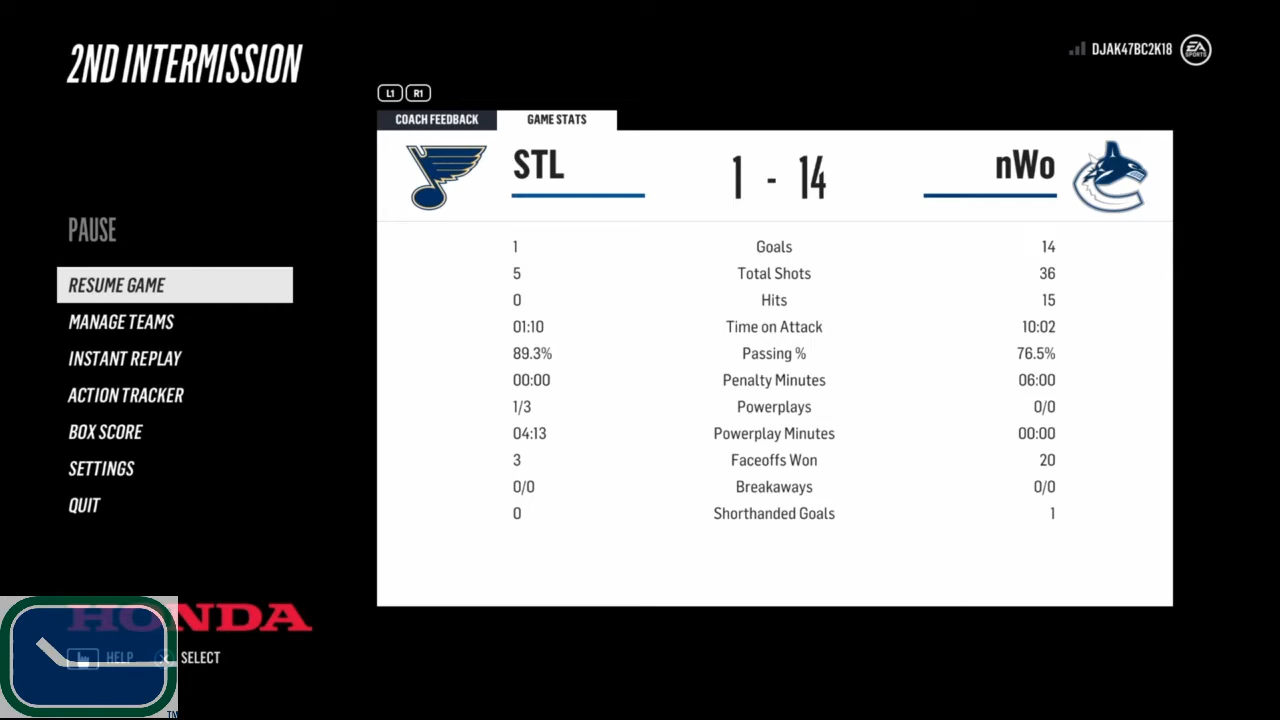 2ND INTERMISSION
DJAK47BC2K18
EA
SPORTS
L1 R1
COACH FEEDBACK GAME STATS
STL 1 - 14 nWo
PAUSE
RESUME GAME
MANAGE TEAMS
INSTANT REPLAY
ACTION TRACKER
BOX SCORE
SETTINGS
QUIT
1 Goals 14
5 Total Shots 36
0 Hits 15
01:10 Time on Attack 10:02
89.3% Passing % 76.5%
00:00 Penalty Minutes 06:00
1/3 Powerplays 0/0
04:13 Powerplay Minutes 00:00
3 Faceoffs Won 20
0/0 Breakaways 0/0
0 Shorthanded Goals 1
HONDA
HELP SELECT
TM